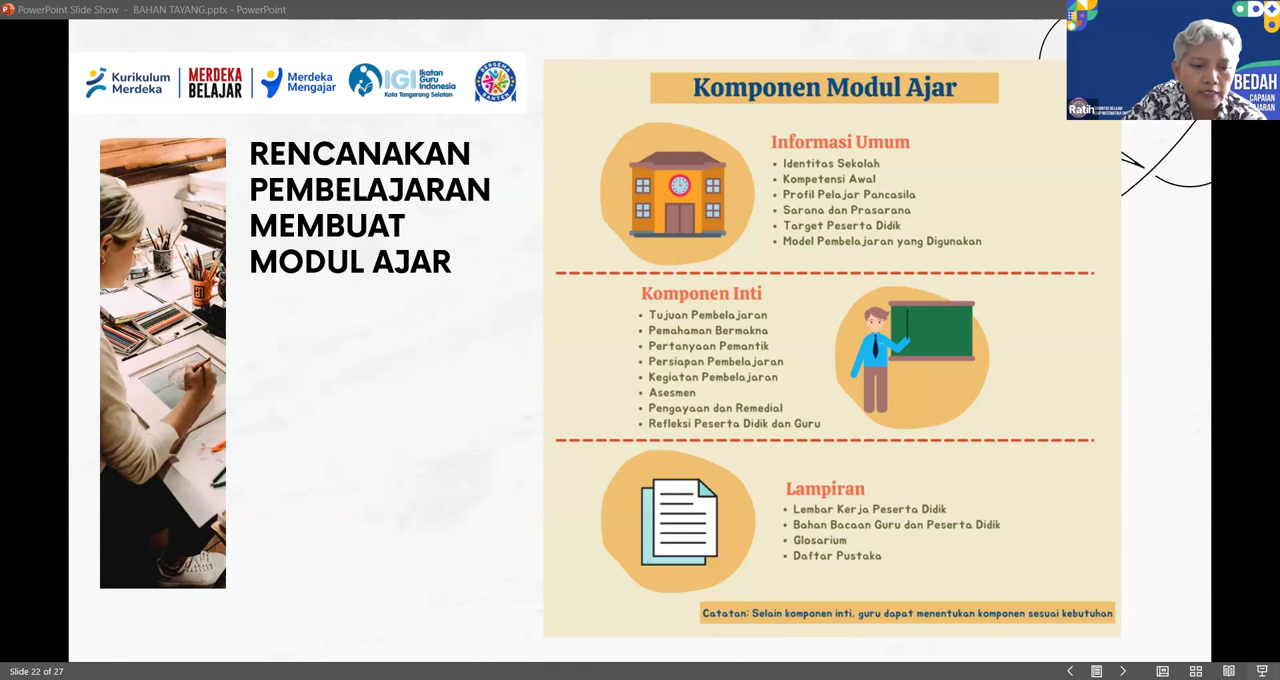 PowerPoint Slide Show - BAHAN TAYANG.pptx - PowerPoint
Kurikulum
Merdeka
MERDEKA
BELAJAR
Merdeka
Mengajar
IGI
Ikatan
Guru
Indonesia
Kota Tangerang Selatan
RENCANAKAN
PEMBELAJARAN
MEMBUAT
MODUL AJAR
Komponen Modul Ajar
Informasi Umum
• Identitas Sekolah
• Kompetensi Awal
• Profil Pelajar Pancasila
• Sarana dan Prasarana
• Target Peserta Didik
• Model Pembelajaran yang Digunakan
Komponen Inti
• Tujuan Pembelajaran
• Pemahaman Bermakna
• Pertanyaan Pemantik
• Persiapan Pembelajaran
• Kegiatan Pembelajaran
• Asesmen
• Pengayaan dan Remedial
• Refleksi Peserta Didik dan Guru
Lampiran
• Lembar Kerja Peserta Didik
• Bahan Bacaan Guru dan Peserta Didik
• Glosarium
• Daftar Pustaka
Catatan: Selain komponen inti, guru dapat menentukan komponen sesuai kebutuhan
Ratih
BEDAH
CAPAIAN
Slide 22 of 27